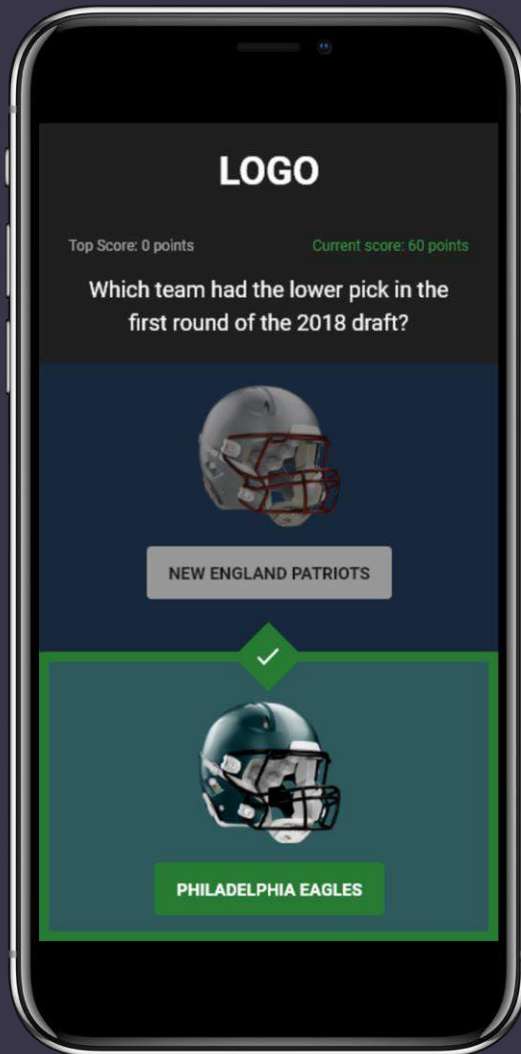 LOGO
Top Score: 0 points
Current score: 60 points
Which team had the lower pick in the
first round of the 2018 draft?
NEW ENGLAND PATRIOTS
PHILADELPHIA EAGLES